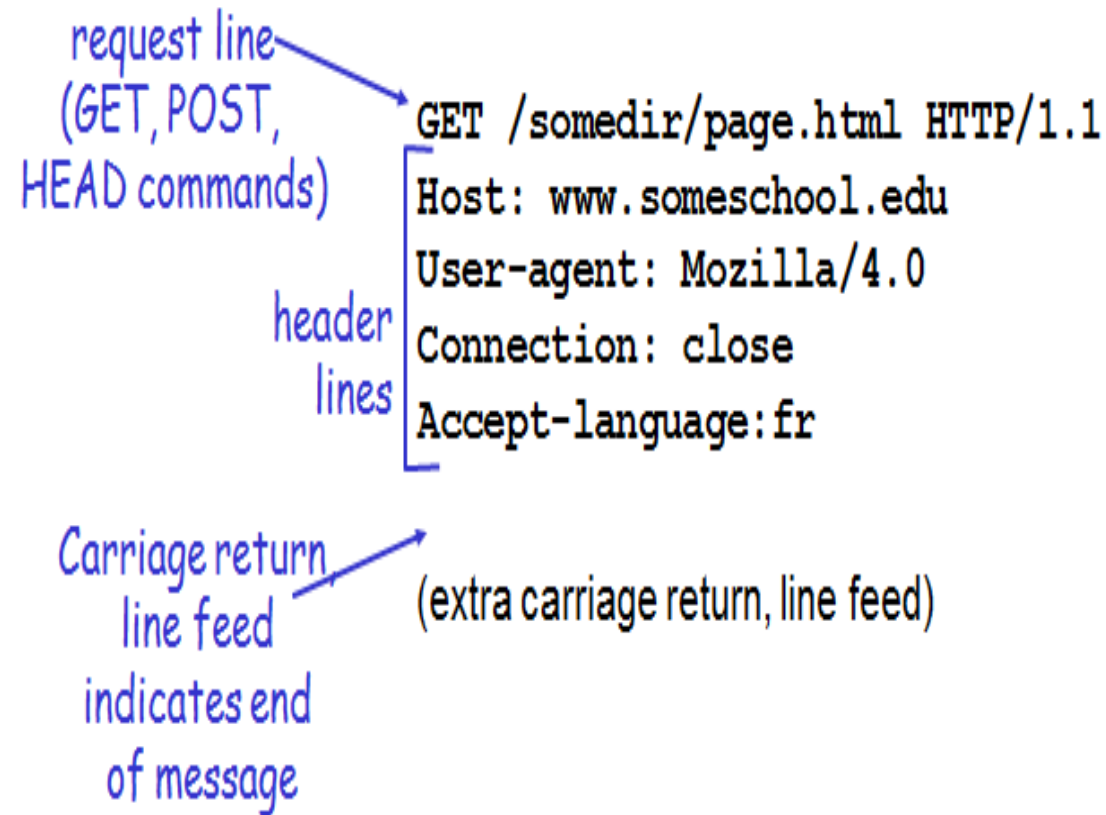 request line
(GET, POST,
HEAD commands)
GET /somedir/page.html HTTP/1.1
Host: www.someschool.edu
User-agent: Mozilla/4.0
Connection: close
Accept-language:fr
header
lines
Carriage return,
line feed
indicates end
of message
(extra carriage return, line feed)